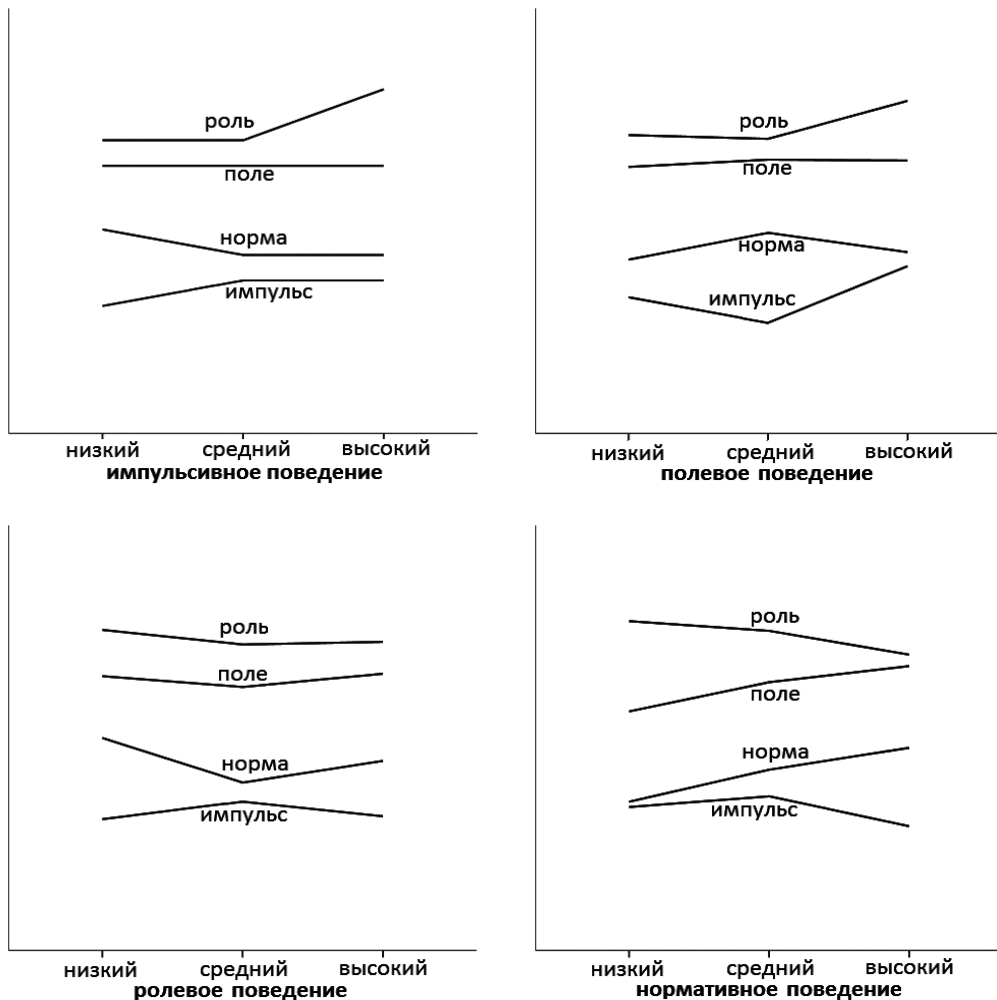 роль
поле
норма
импульс
низкий средний высокий
импульсивное поведение
роль
поле
норма
импульс
низкий средний высокий
полевое поведение
роль
поле
норма
импульс
низкий средний высокий
ролевое поведение
роль
поле
норма
импульс
низкий средний высокий
нормативное поведение